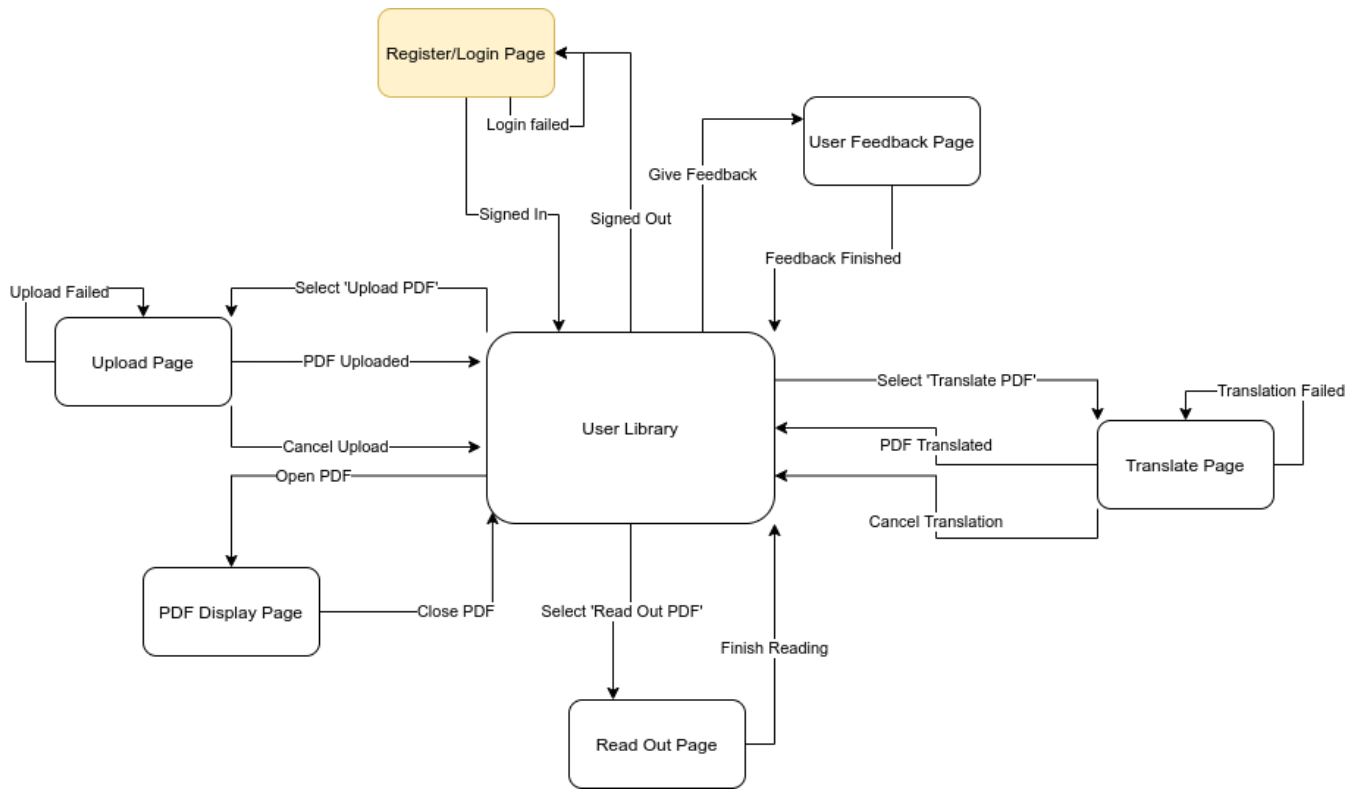 Register/Login Page
Login failed
User Feedback Page
Give Feedback
Signed In
Signed Out
Feedback Finished
Upload Failed
Select 'Upload PDF'
Upload Page
PDF Uploaded
Select 'Translate PDF'
Translation Failed
User Library
Cancel Upload
PDF Translated
Translate Page
Open PDF
Cancel Translation
PDF Display Page
Close PDF
Select 'Read Out PDF'
Finish Reading
Read Out Page